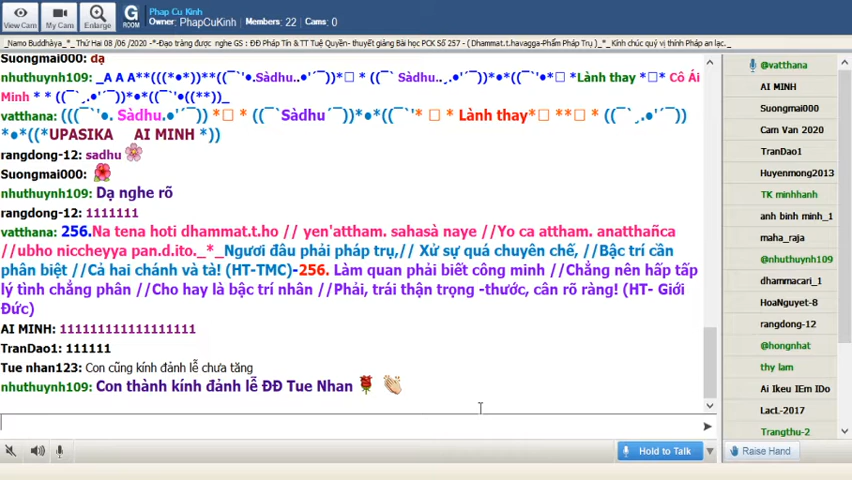 View Cam
My Cam
Enlarge
G
ROOM
Phap Cu Kinh
Owner: PhapCuKinh Members: 22 Cams: 0
_Namo Buddhàya_*_ Thứ Hai 08 /06 /2020 -*-Đạo tràng được nghe GS : ĐĐ Pháp Tín & TT Tuệ Quyền- thuyết giảng Bài học PCK Số 257 - ( Dhammat.t.havagga-Phẩm Pháp Trụ )_*_ Kính chúc quý vị thính Pháp an lạc._
Suongmai000: dạ
nhuthuynh109: _A A A**(((*●*))**((¯`'●.Sàdhu..●'´¯))*□ * ((¯` Sàdhu..¸.●'´¯))*●*((¯`'●*□ *Lành thay *□* Cô Ái
Minh * * ((¯`¸.●'´¯))*●*((¯`'●((**))_
vatthana: (((¯`'●. Sàdhu.●'´¯)) *□ * ((¯`Sàdhu´¯))*●*((¯`'* □ * Lành thay*□ **□ * ((¯`¸.●'´¯))
*●*((*UPASIKA AI MINH *))
rangdong-12: sadhu
Suongmai000:
nhuthuynh109: Dạ nghe rõ
rangdong-12: 1111111
vatthana: 256.Na tena hoti dhammat.t.ho // yen'attham. sahasà naye //Yo ca attham. anatthañca
//ubho niccheyya pan.d.ito._*_Ngươi đâu phải pháp trụ,// Xử sự quá chuyên chế, //Bậc trí cần
phân biệt //Cả hai chánh và tà! (HT-TMC)-256. Làm quan phải biết công minh //Chẳng nên hấp tấp
lý tình chẳng phân //Cho hay là bậc trí nhân //Phải, trái thận trọng -thước, cân rõ ràng! (HT- Giới
Đức)
AI MINH: 111111111111111111
TranDao1: 111111
Tue nhan123: Con cũng kính đảnh lễ chưa tăng
nhuthuynh109: Con thành kính đảnh lễ ĐĐ Tue Nhan
Hold to Talk
@vatthana
AI MINH
Suongmai000
Cam Van 2020
TranDao1
Huyenmong2013
TK minhhanh
anh binh minh_1
maha_raja
@nhuthuynh109
dhammacari_1
HoaNguyet-8
rangdong-12
@hongnhat
thy lam
Ai Ikeu IEm IDo
LacL-2017
Trangthu-2
Raise Hand